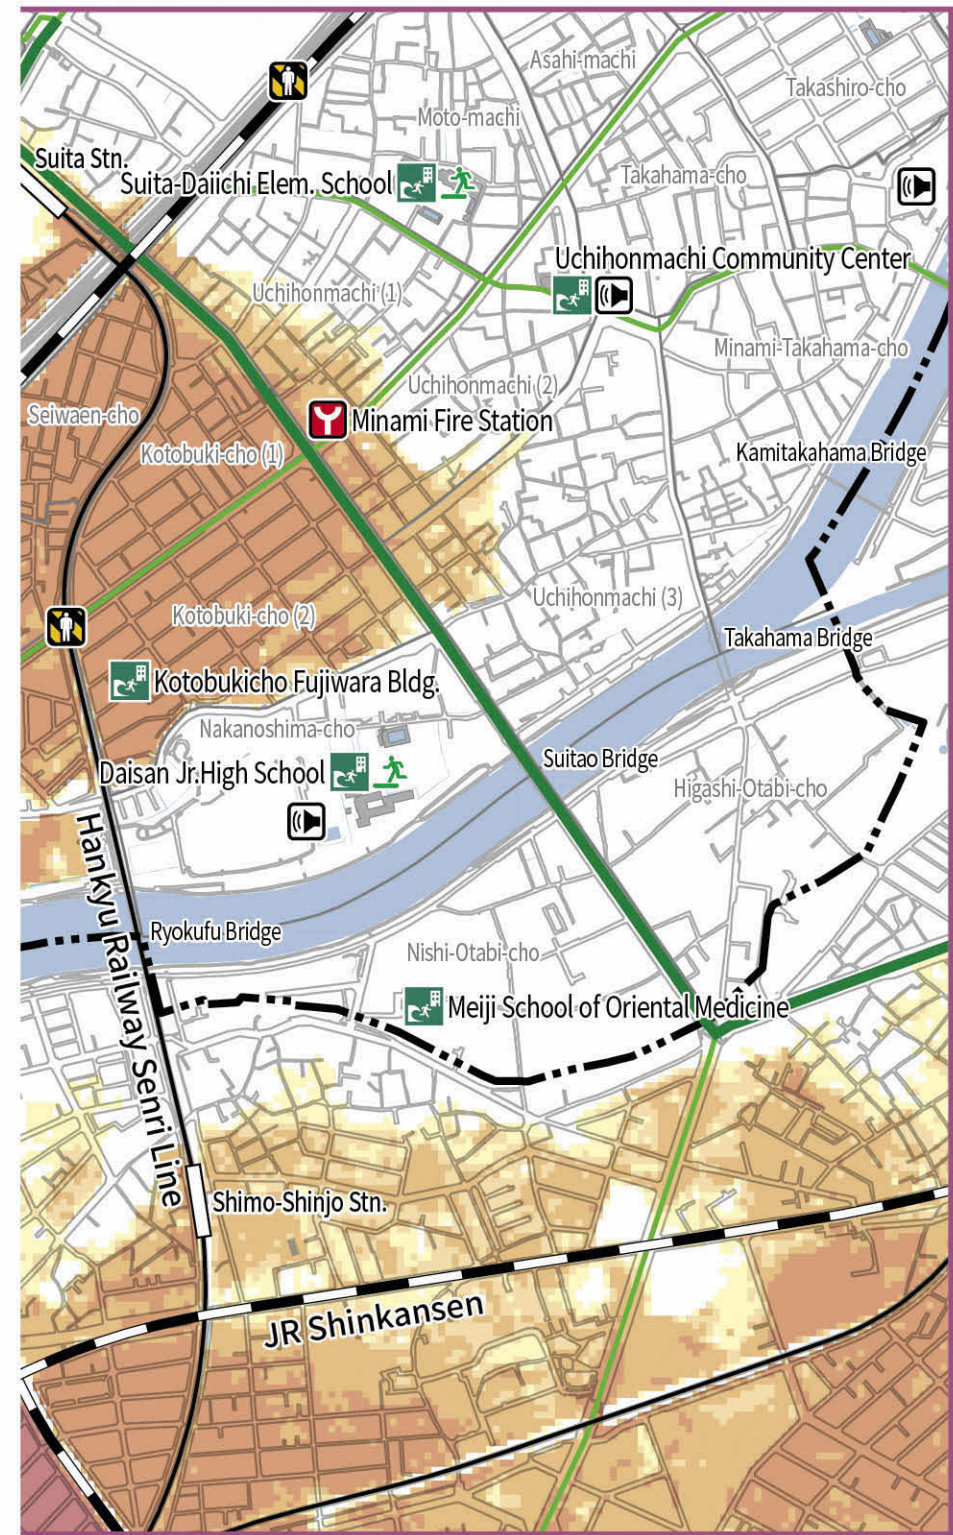 Asahi-machi
Takashiro-cho
Moto-machi
Suita Stn.
Suita-Daiichi Elem. School
Takahama-cho
Uchihonmachi Community Center
Uchihonmachi (1)
Minami-Takahama-cho
Uchihonmachi (2)
Seiwaen-cho
Minami Fire Station
Kotobuki-cho (1)
Kamitakahama Bridge
Uchihonmachi (3)
Kotobuki-cho (2)
Takahama Bridge
Kotobukicho Fujiwara Bldg.
Nakanoshima-cho
Suitao Bridge
Daisan Jr.High School
Higashi-Otabi-cho
Hankyu Railway Senri Line
Ryokufu Bridge
Nishi-Otabi-cho
Meiji School of Oriental Medicine
Shimo-Shinjo Stn.
JR Shinkansen